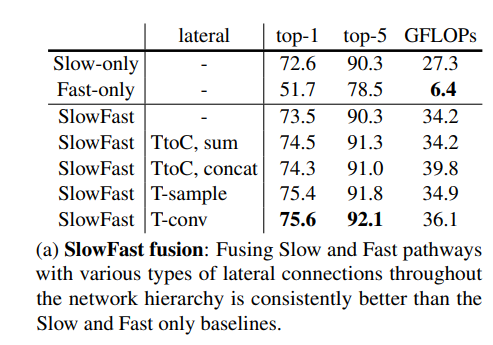 lateral top-1 top-5 GFLOPs
Slow-only - 72.6 90.3 27.3
Fast-only - 51.7 78.5 6.4
SlowFast - 73.5 90.3 34.2
SlowFast TtoC, sum 74.5 91.3 34.2
SlowFast TtoC, concat 74.3 91.0 39.8
SlowFast T-sample 75.4 91.8 34.9
SlowFast T-conv 75.6 92.1 36.1
(a) SlowFast fusion: Fusing Slow and Fast pathways
with various types of lateral connections throughout
the network hierarchy is consistently better than the
Slow and Fast only baselines.